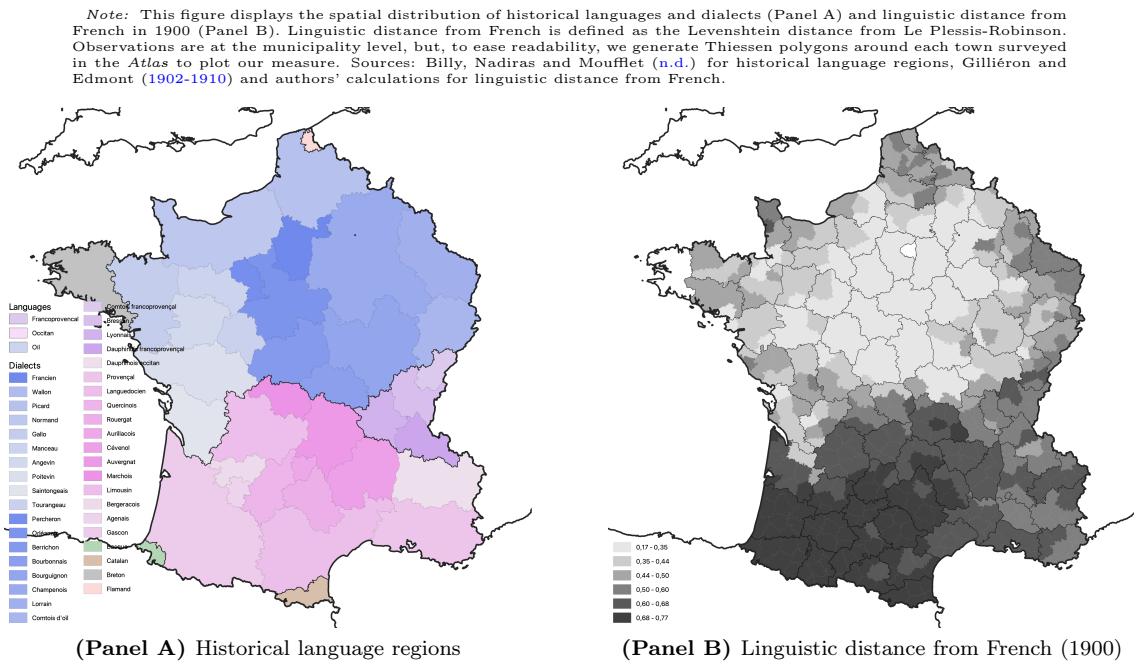 Note: This figure displays the spatial distribution of historical languages and dialects (Panel A) and linguistic distance from
French in 1900 (Panel B). Linguistic distance from French is defined as the Levenshtein distance from Le Plessis-Robinson.
Observations are at the municipality level, but, to ease readability, we generate Thiessen polygons around each town surveyed
in the Atlas to plot our measure. Sources: Billy, Nadiras and Moufflet (n.d.) for historical language regions, Gilliéron and
Edmont (1902-1910) and authors' calculations for linguistic distance from French.
Languages
Francoprovencal
Occitan
Oil
Dialects
Francien
Wallon
Picard
Normand
Gallo
Manceau
Angevin
Poitevin
Saintongeais
Tourangeau
Percheron
Orléanais
Berrichon
Bourbonnais
Bourguignon
Champenois
Lorrain
Comtois d'oil
Comtois francoprovençal
Bressan
Lyonnais
Dauphinois francoprovençal
Dauphinois occitan
Provençal
Languedocien
Quercinois
Rouergat
Aurillacois
Cévenol
Auvergnat
Marchois
Limousin
Bergeracois
Agenais
Gascon
Basque
Catalan
Breton
Flamand
0,17 - 0,35
0,35 - 0,44
0,44 - 0,50
0,50 - 0,60
0,60 - 0,68
0,68 - 0,77
(Panel A) Historical language regions
(Panel B) Linguistic distance from French (1900)